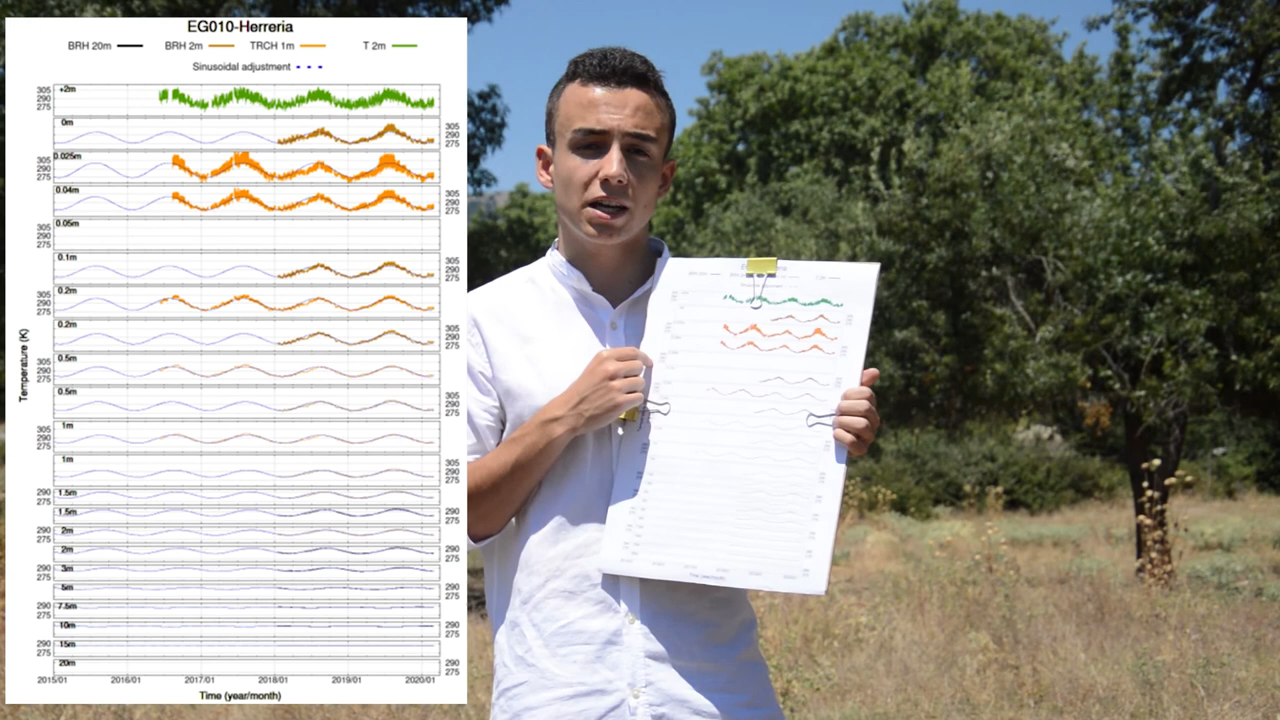 EG010-Herreria
BRH 20m BRH 2m TRCH 1m T 2m
Sinusoidal adjustment
+2m
305
290
275
0m
305
290
275
0.025m
305
290
275
0.04m
305
290
275
0.05m
305
290
275
0.1m
305
290
275
0.2m
305
290
275
0.2m
305
290
275
0.5m
305
290
275
0.5m
305
290
275
1m
305
290
275
1m
305
290
275
1.5m
290
275
1.5m
290
275
2m
290
275
2m
290
275
3m
290
275
5m
290
275
7.5m
290
275
10m
290
275
15m
290
275
20m
290
275
Temperature (K)
2015/01 2016/01 2017/01 2018/01 2019/01 2020/01
Time (year/month)